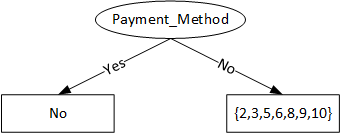 Payment_Method
Yes
No
No
{2,3,5,6,8,9,10}